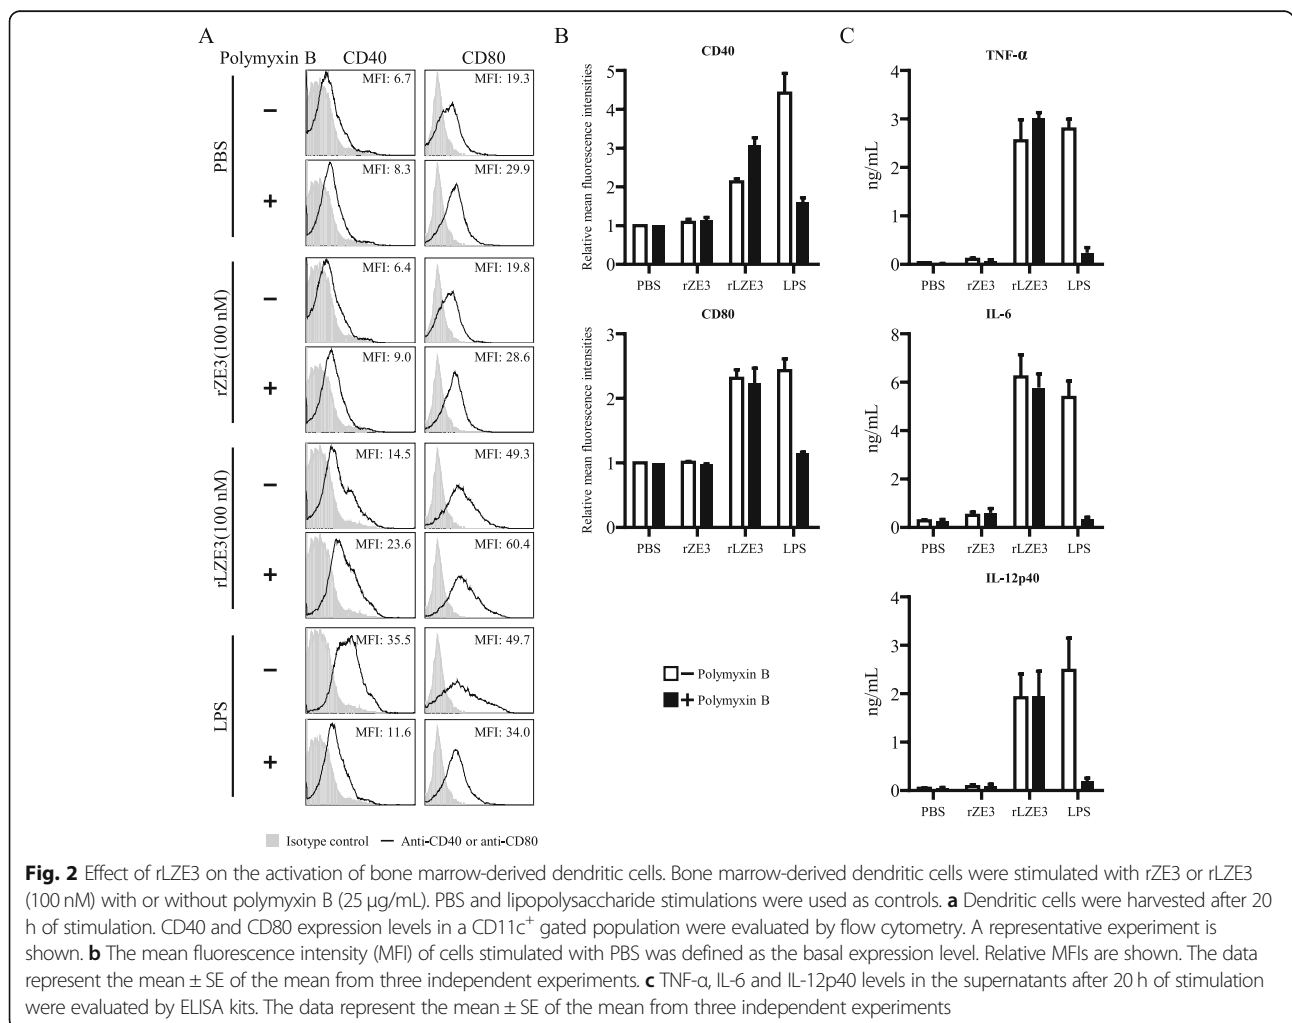 A
Polymyxin B CD40 CD80
PBS
−
MFI: 6.7
MFI: 19.3
+
MFI: 8.3
MFI: 29.9
rZE3(100 nM)
−
MFI: 6.4
MFI: 19.8
+
MFI: 9.0
MFI: 28.6
rLZE3(100 nM)
−
MFI: 14.5
MFI: 49.3
+
MFI: 23.6
MFI: 60.4
LPS
−
MFI: 35.5
MFI: 49.7
+
MFI: 11.6
MFI: 34.0
Isotype control — Anti-CD40 or anti-CD80
B
CD40
Relative mean fluorescence intensities
5
4
3
2
1
0
PBS rZE3 rLZE3 LPS
CD80
Relative mean fluorescence intensities
3
2
1
0
PBS rZE3 rLZE3 LPS
− Polymyxin B
+ Polymyxin B
C
TNF-α
ng/mL
4
3
2
1
0
PBS rZE3 rLZE3 LPS
IL-6
ng/mL
8
6
4
2
0
PBS rZE3 rLZE3 LPS
IL-12p40
ng/mL
4
3
2
1
0
PBS rZE3 rLZE3 LPS
Fig. 2 Effect of rLZE3 on the activation of bone marrow-derived dendritic cells. Bone marrow-derived dendritic cells were stimulated with rZE3 or rLZE3
(100 nM) with or without polymyxin B (25 μg/mL). PBS and lipopolysaccharide stimulations were used as controls. a Dendritic cells were harvested after 20
h of stimulation. CD40 and CD80 expression levels in a CD11c+ gated population were evaluated by flow cytometry. A representative experiment is
shown. b The mean fluorescence intensity (MFI) of cells stimulated with PBS was defined as the basal expression level. Relative MFIs are shown. The data
represent the mean ± SE of the mean from three independent experiments. c TNF-α, IL-6 and IL-12p40 levels in the supernatants after 20 h of stimulation
were evaluated by ELISA kits. The data represent the mean ± SE of the mean from three independent experiments